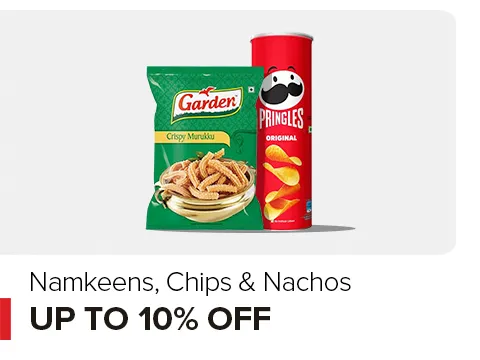 Garden
Crispy Murukku
PRINGLES
ORIGINAL
Namkeens, Chips & Nachos
UP TO 10% OFF